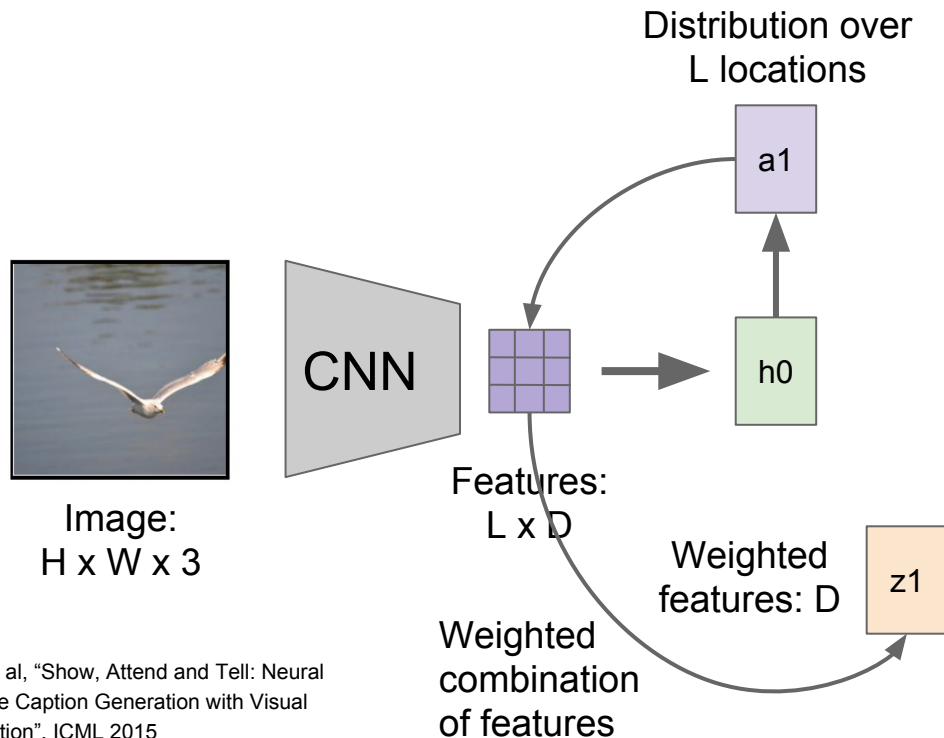 Distribution over
L locations
a1
CNN
h0
Features:
L x D
Image:
H x W x 3
Weighted
features: D
z1
Weighted
combination
of features
al, “Show, Attend and Tell: Neural
e Caption Generation with Visual
tion”, ICML 2015